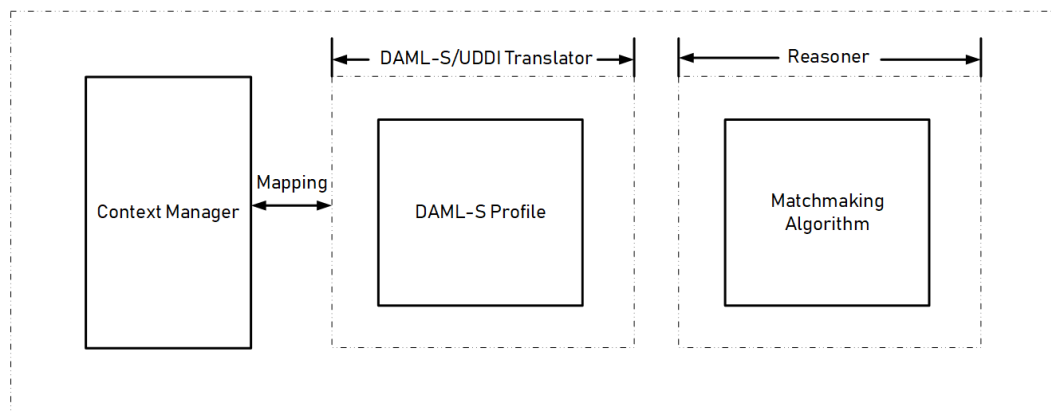 DAML-S/UDDI Translator
Reasoner
Mapping
Context Manager
DAML-S Profile
Matchmaking
Algorithm